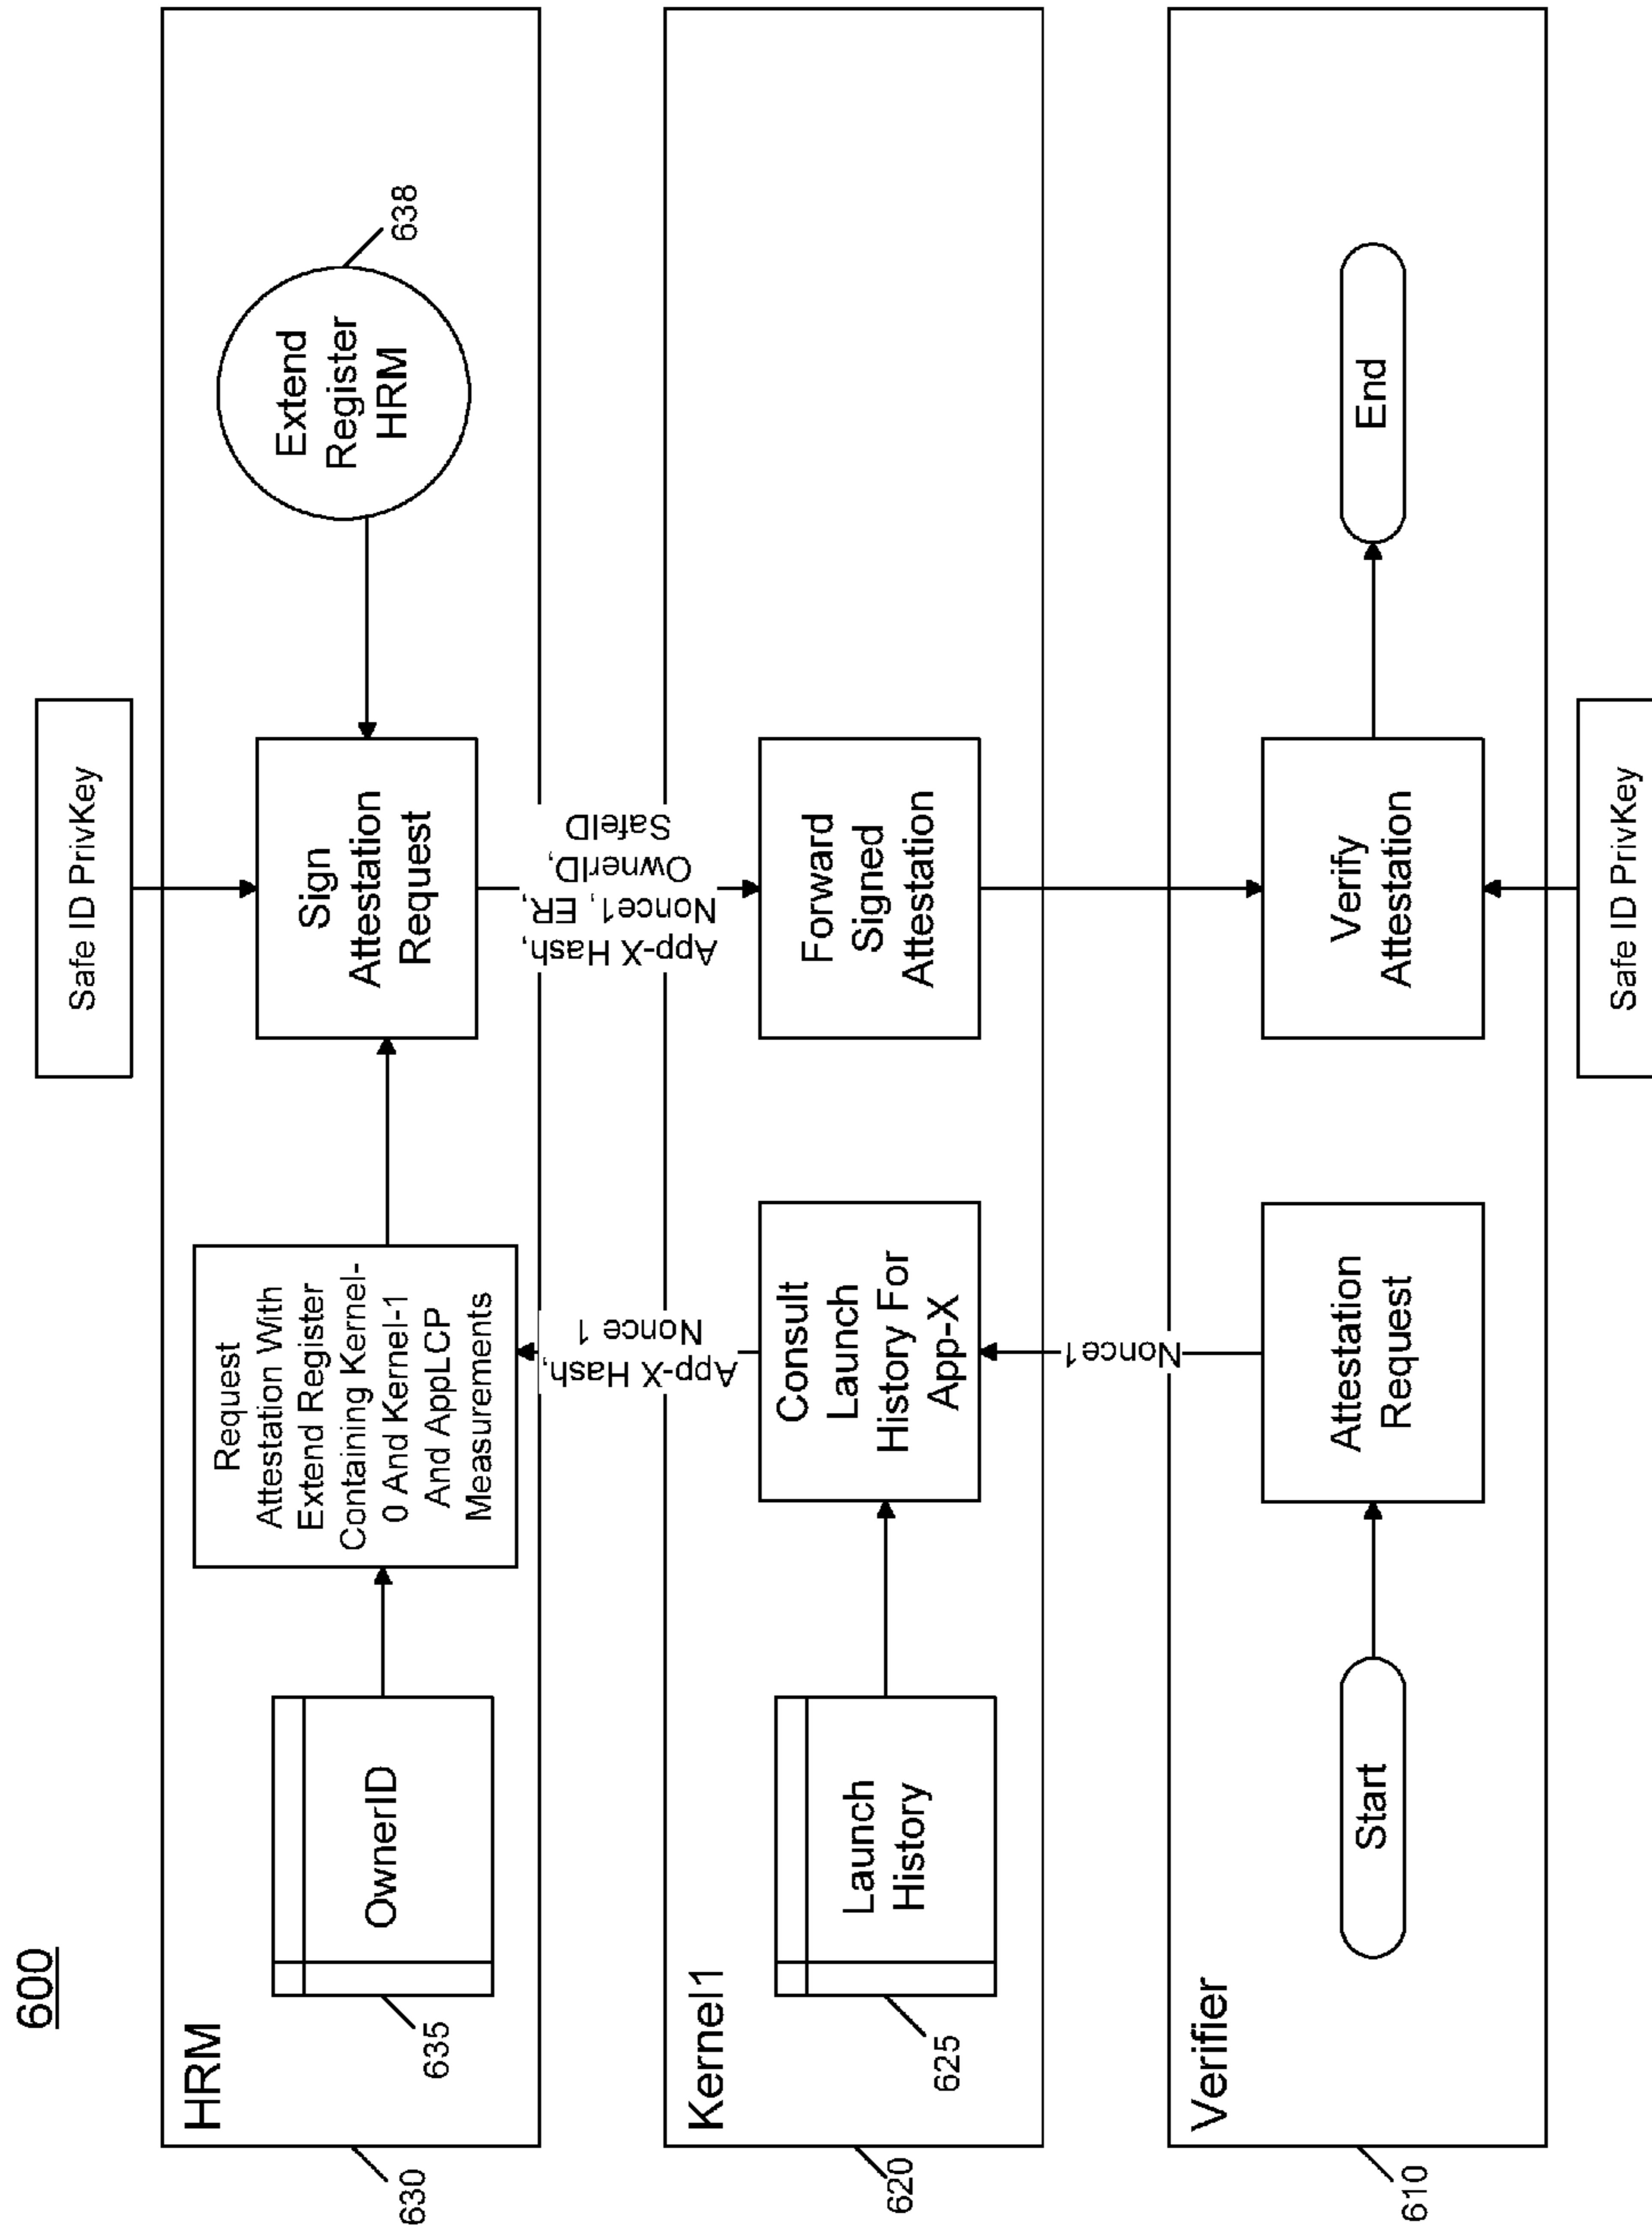 600
Safe ID PrivKey
HRM
630
OwnerID
635
Request
Attestation With
Extend Register
Containing Kernel-
0 And Kernel-1
And AppLCP
Measurements
Sign
Attestation
Request
Extend
Register
HRM
638
App-X Hash,
Nonce 1
App-X Hash,
Nonce1, ER,
OwnerID,
SafeID
Kernel1
620
Launch
History
625
Consult
Launch
History For
App-X
Forward
Signed
Attestation
Nonce1
Verifier
610
Start
Attestation
Request
Verify
Attestation
End
Safe ID PrivKey